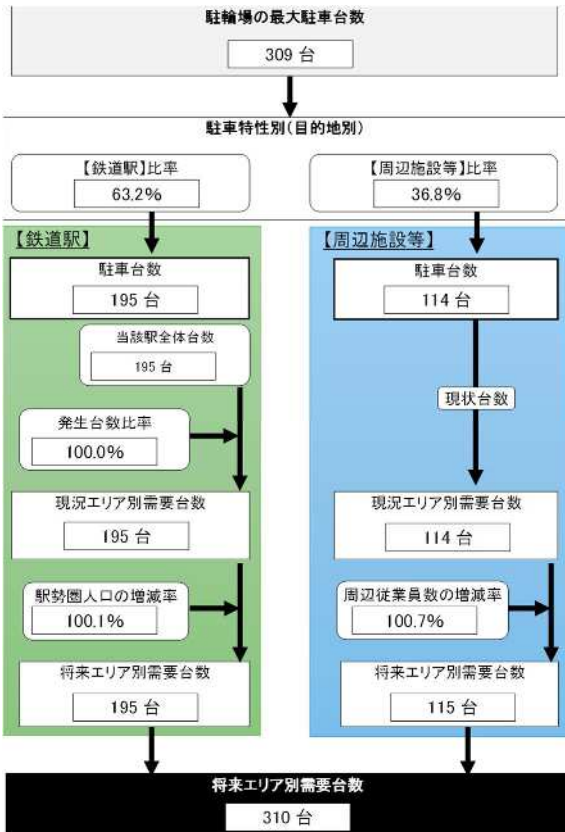 駐輪場の最大駐車台数
309 台
駐車特性別(目的地別)
【鉄道駅】比率
63.2%
【周辺施設等】比率
36.8%
【鉄道駅】
駐車台数
195 台
当該駅全体台数
195 台
発生台数比率
100.0%
現況エリア別需要台数
195 台
駅勢圏人口の増減率
100.1%
将来エリア別需要台数
195 台
【周辺施設等】
駐車台数
114 台
現状台数
現況エリア別需要台数
114 台
周辺従業員数の増減率
100.7%
将来エリア別需要台数
115 台
将来エリア別需要台数
310 台